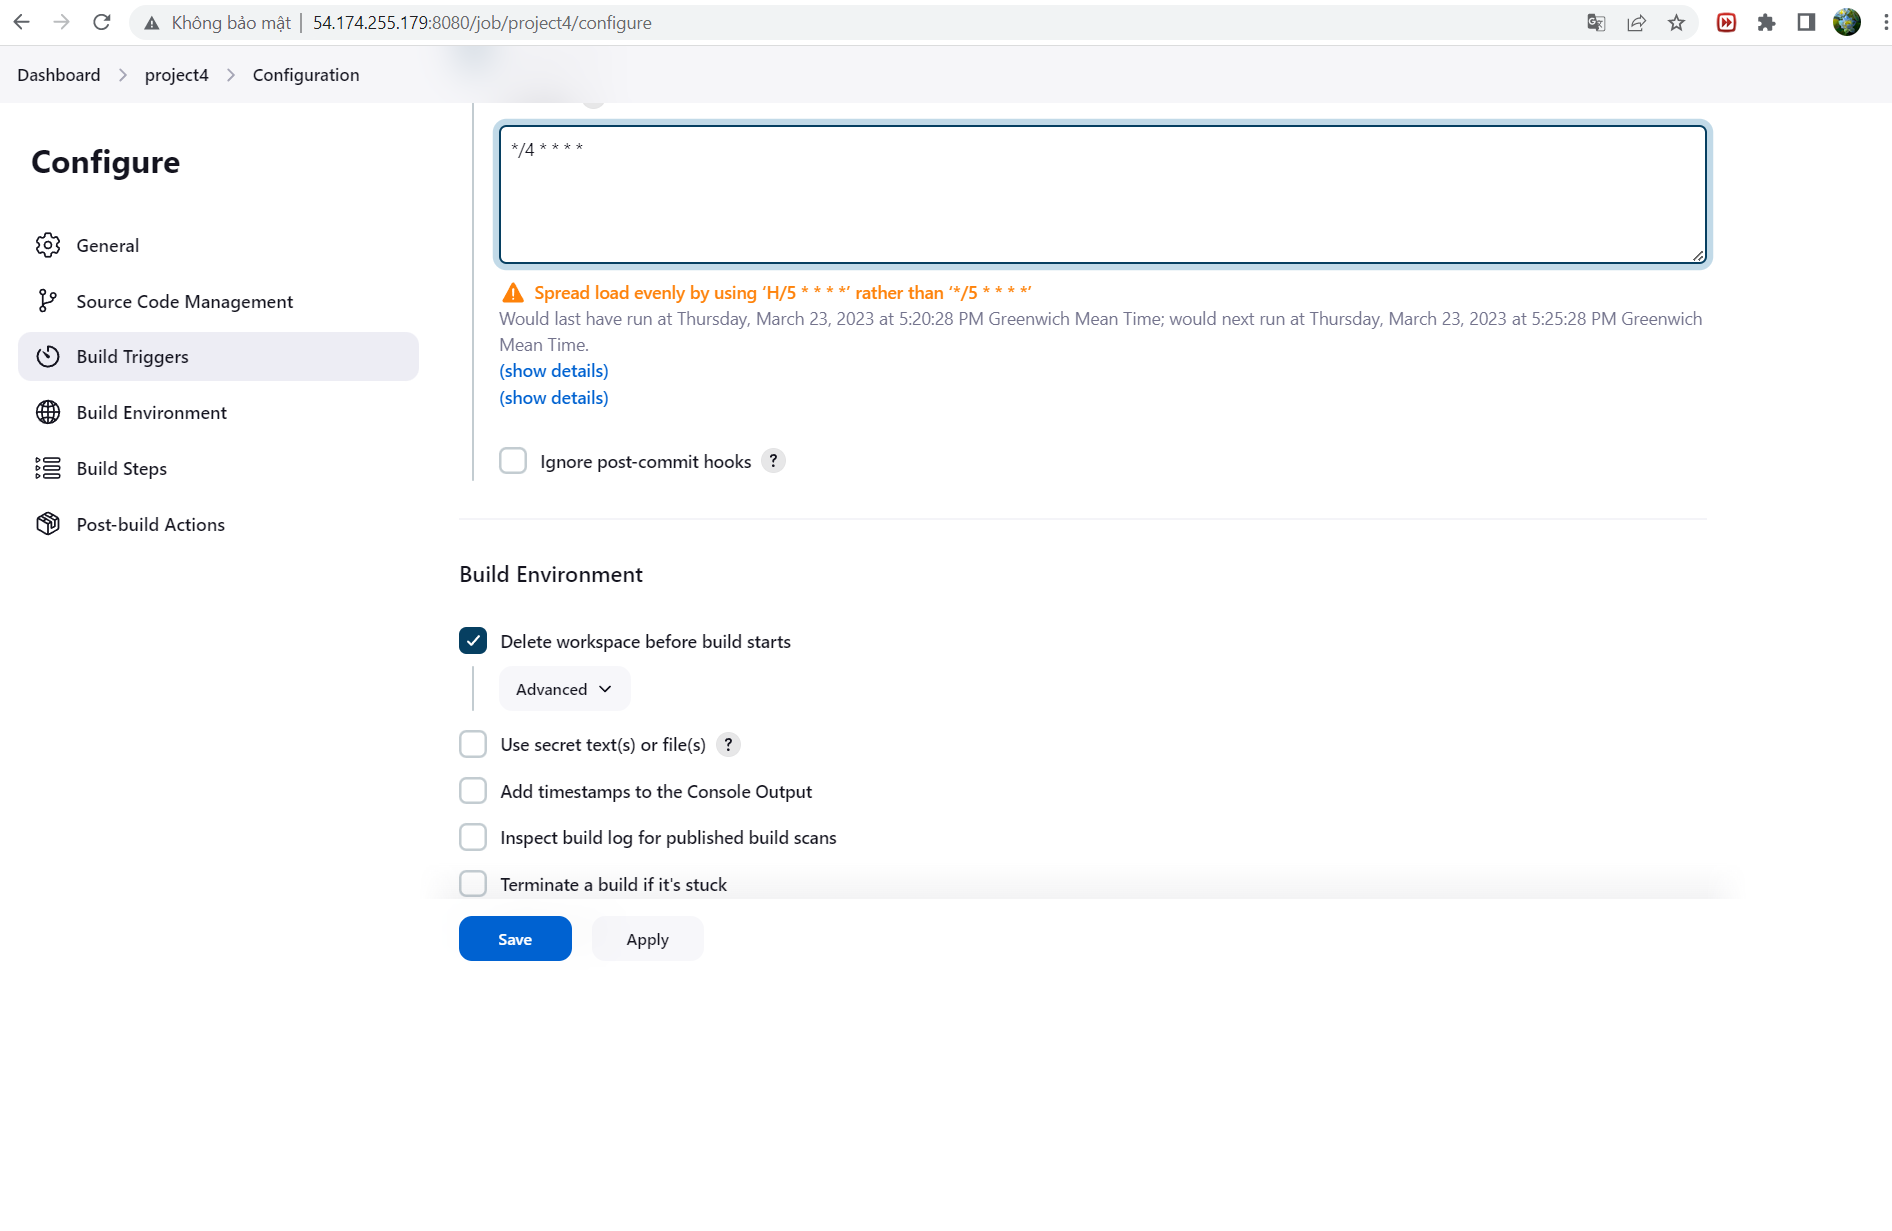 Không bảo mật | 54.174.255.179:8080/job/project4/configure
Dashboard > project4 > Configuration
Configure
General
Source Code Management
Build Triggers
Build Environment
Build Steps
Post-build Actions
*/4 * * * *
Spread load evenly by using ‘H/5 * * * *’ rather than ‘*/5 * * * *’
Would last have run at Thursday, March 23, 2023 at 5:20:28 PM Greenwich Mean Time; would next run at Thursday, March 23, 2023 at 5:25:28 PM Greenwich
Mean Time.
(show details)
(show details)
Ignore post-commit hooks ?
Build Environment
Delete workspace before build starts
Advanced
Use secret text(s) or file(s) ?
Add timestamps to the Console Output
Inspect build log for published build scans
Terminate a build if it's stuck
Save Apply